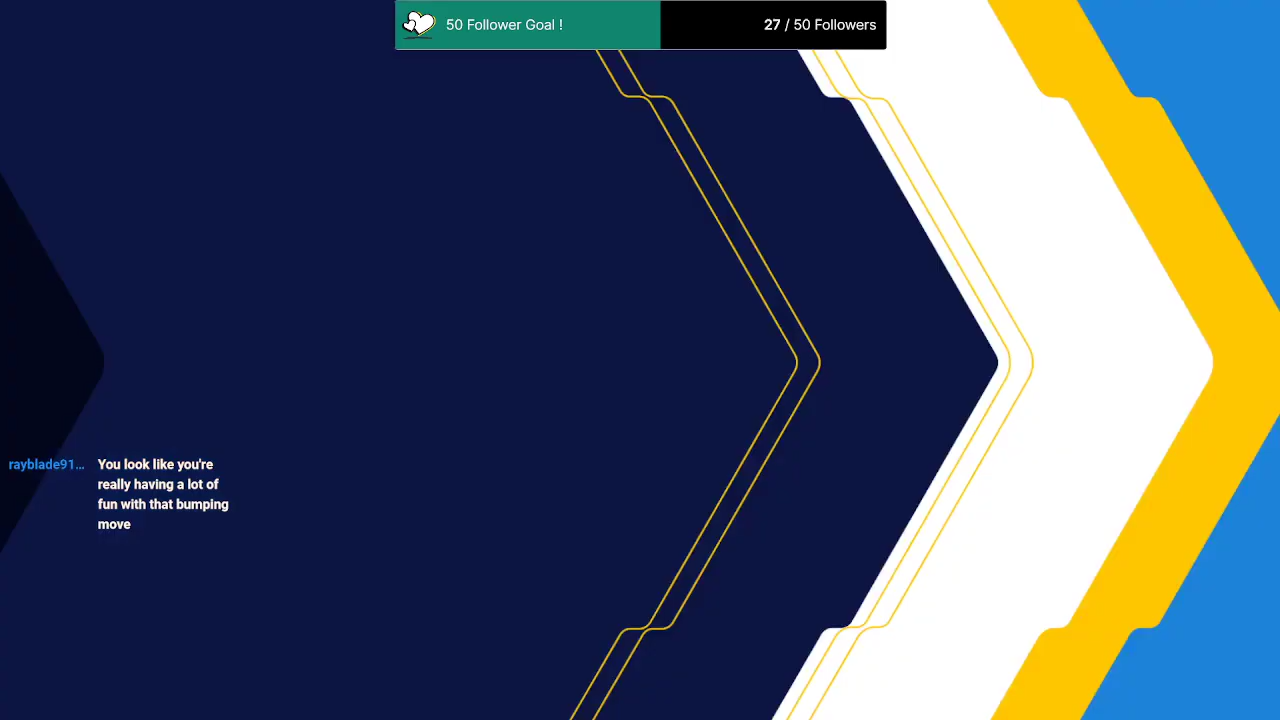 50 Follower Goal !
27 / 50 Followers
rayblade91... You look like you're
really having a lot of
fun with that bumping
move